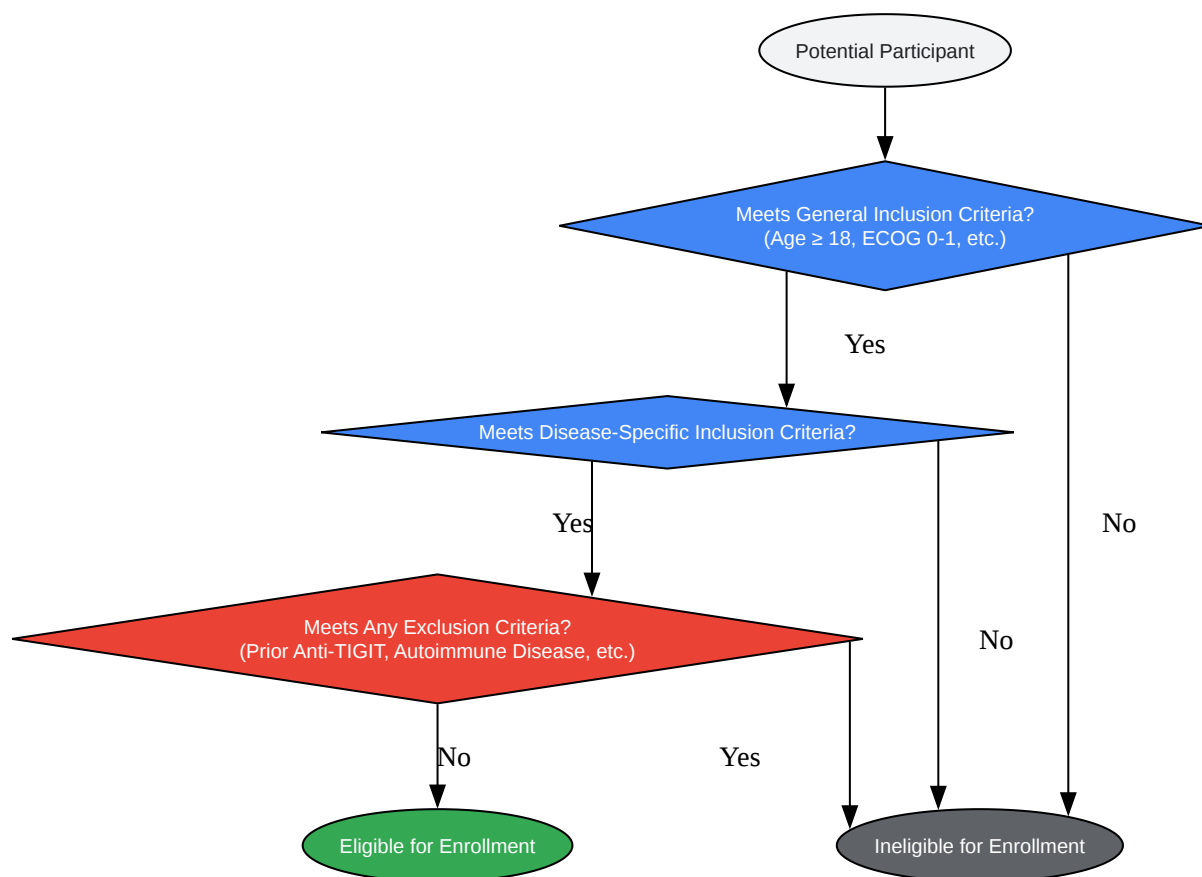 Potential Participant
Meets General Inclusion Criteria?
(Age ≥ 18, ECOG 0-1, etc.)
Yes
Meets Disease-Specific Inclusion Criteria?
Yes
No
Meets Any Exclusion Criteria?
(Prior Anti-TIGIT, Autoimmune Disease, etc.)
No
No
Yes
Eligible for Enrollment
Ineligible for Enrollment